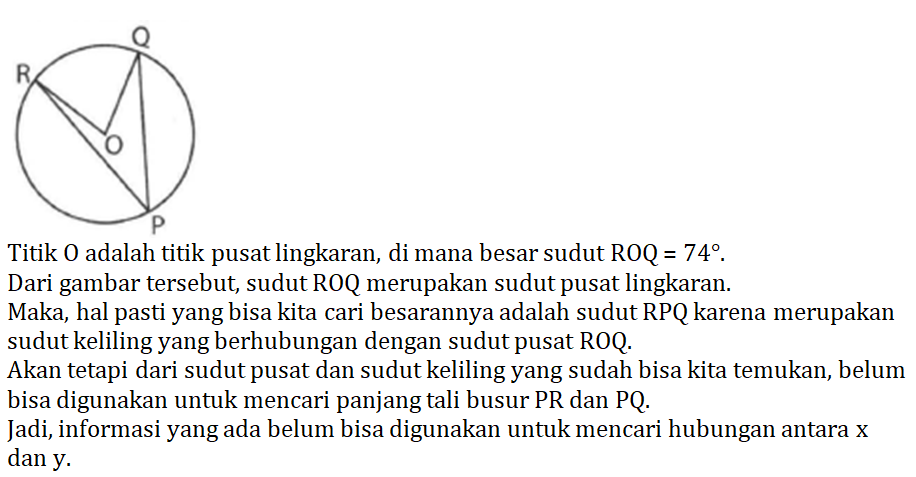 Q
R
O
P
Titik O adalah titik pusat lingkaran, di mana besar sudut ROQ = 74°.
Dari gambar tersebut, sudut ROQ merupakan sudut pusat lingkaran.
Maka, hal pasti yang bisa kita cari besarannya adalah sudut RPQ karena merupakan
sudut keliling yang berhubungan dengan sudut pusat ROQ.
Akan tetapi dari sudut pusat dan sudut keliling yang sudah bisa kita temukan, belum
bisa digunakan untuk mencari panjang tali busur PR dan PQ.
Jadi, informasi yang ada belum bisa digunakan untuk mencari hubungan antara x
dan y.